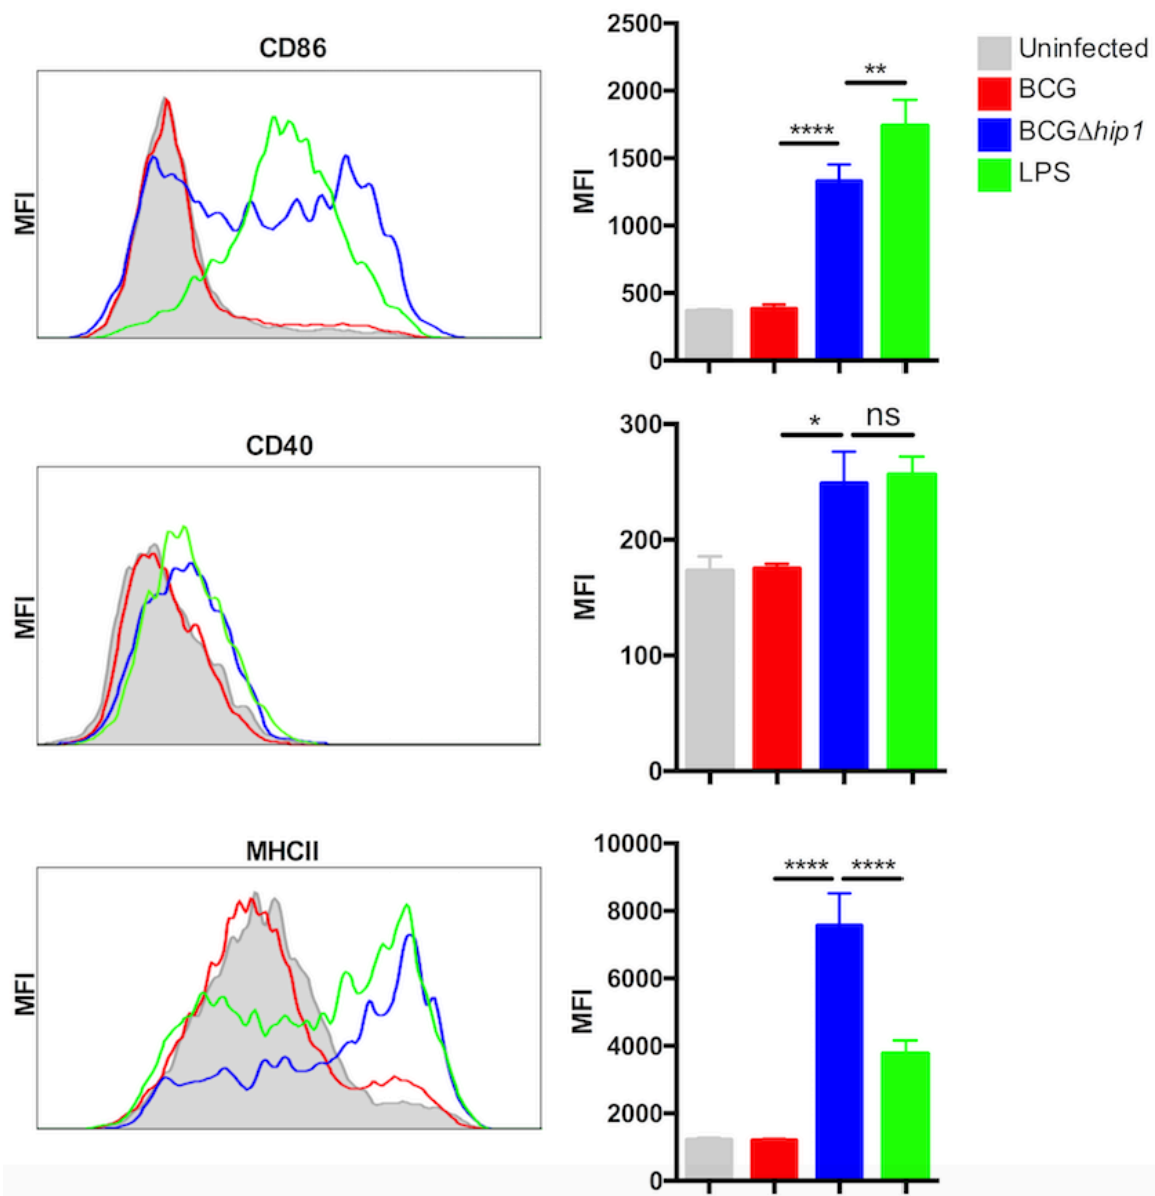 CD86
MFI
2500
2000
1500
1000
500
0
MFI
****
**
Uninfected
BCG
BCGΔhip1
LPS
CD40
MFI
300
200
100
0
MFI
*
ns
MHCII
MFI
10000
8000
6000
4000
2000
0
MFI
****
****